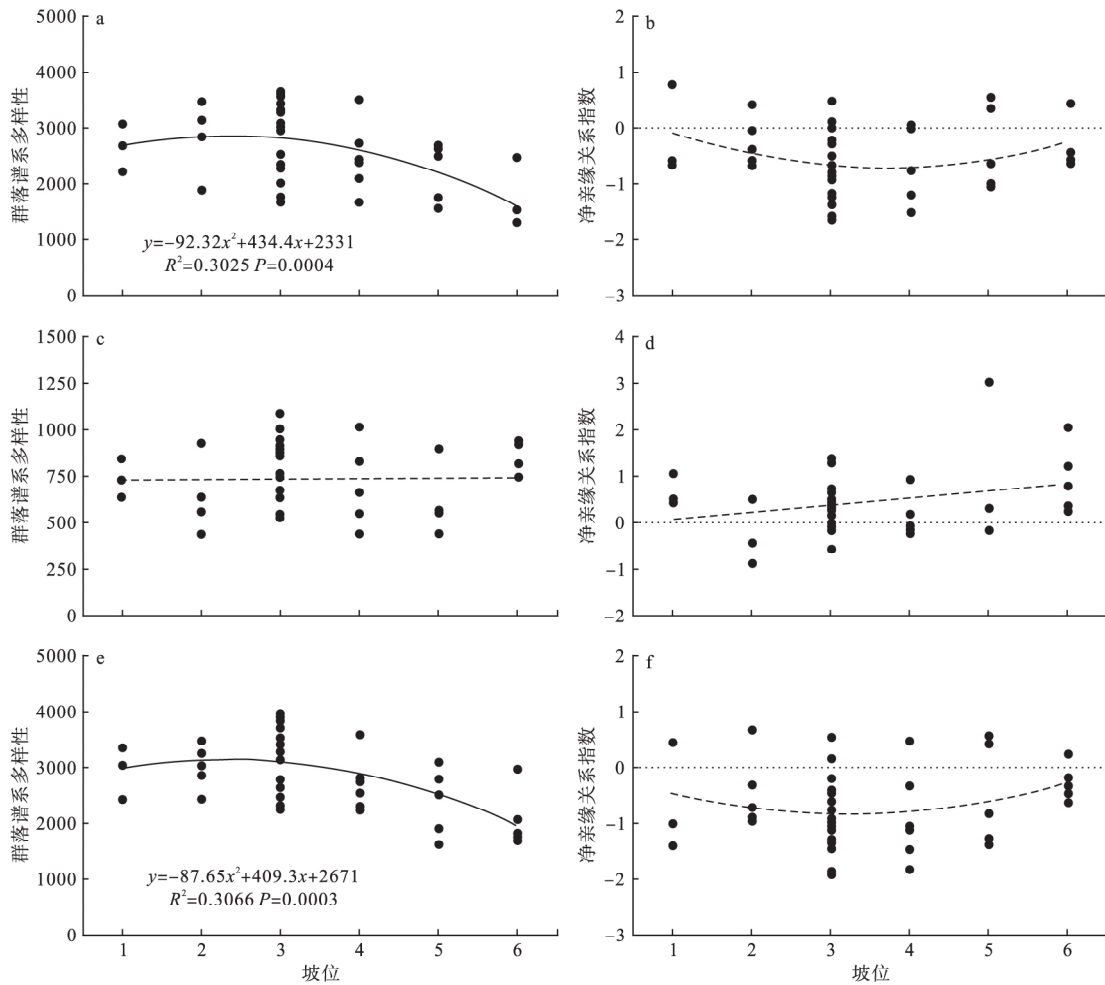 a
5000
4000
3000
2000
1000
0
群落谱系多样性
y=−92.32x²+434.4x+2331
R²=0.3025 P=0.0004
b
2
1
0
−1
−2
−3
净亲缘关系指数
c
1500
1250
1000
750
500
250
0
群落谱系多样性
d
4
3
2
1
0
−1
−2
净亲缘关系指数
e
5000
4000
3000
2000
1000
0
群落谱系多样性
y=−87.65x²+409.3x+2671
R²=0.3066 P=0.0003
1 2 3 4 5 6
坡位
f
2
1
0
−1
−2
−3
净亲缘关系指数
1 2 3 4 5 6
坡位